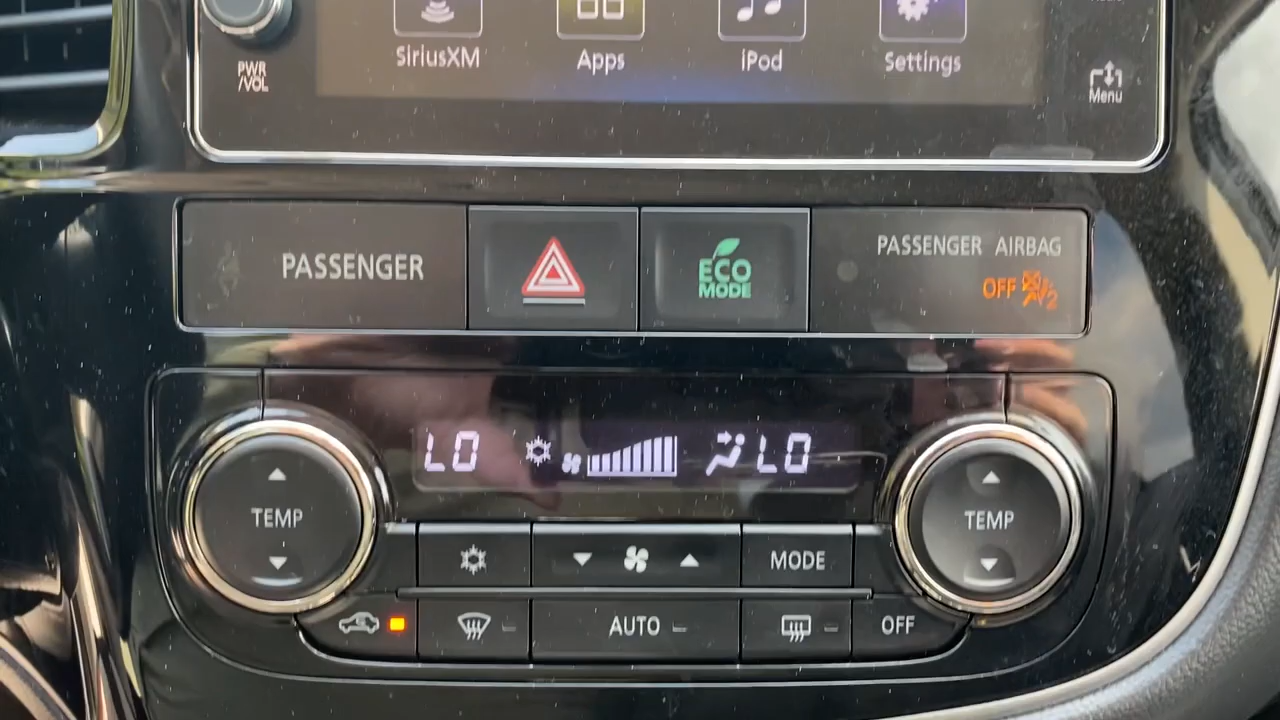 SiriusXM Apps iPod Settings
PWR
/VOL
Menu
PASSENGER
ECO
MODE
PASSENGER AIRBAG
OFF
2
LO LO
TEMP
TEMP
MODE
AUTO
OFF